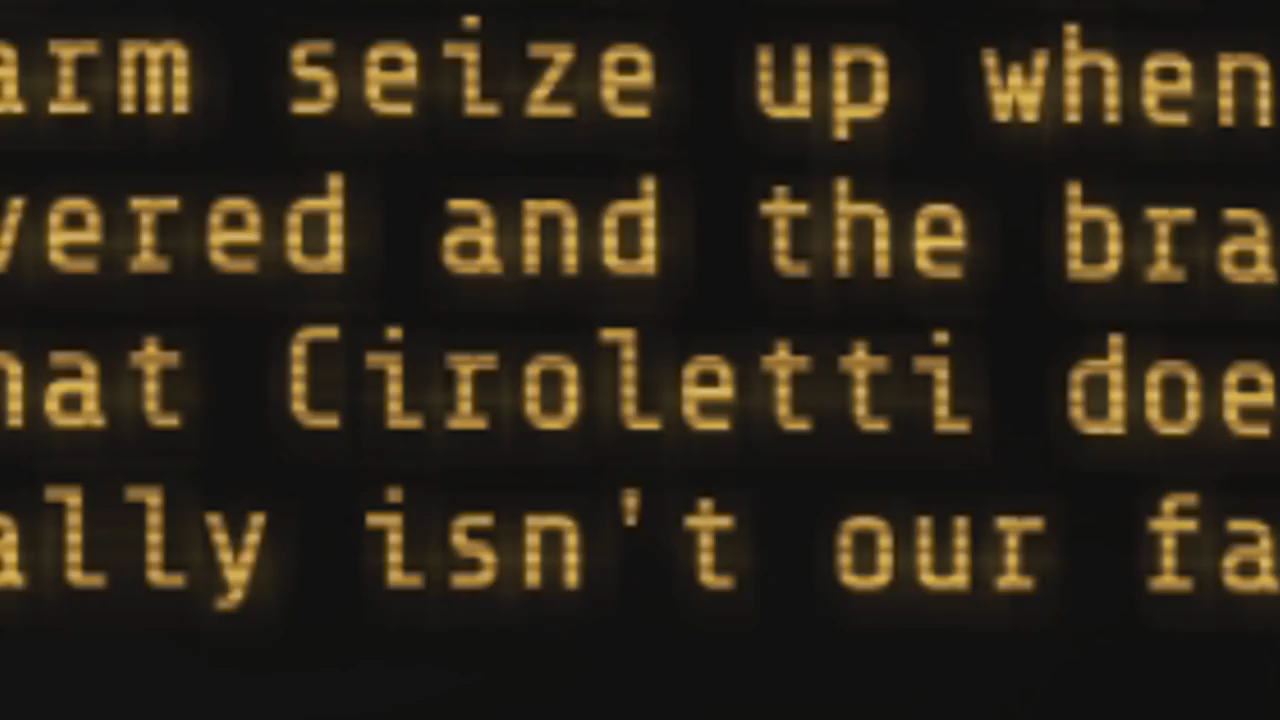 arm seize up when
vered and the bra
hat Ciroletti doe
ally isn't our fa